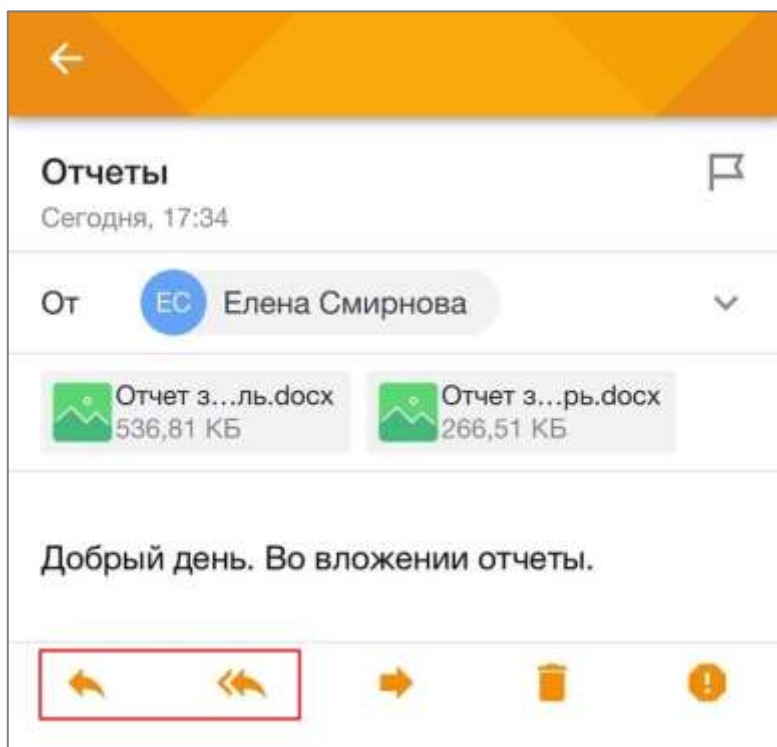 Отчеты
Сегодня, 17:34
От ЕС Елена Смирнова
Отчет з...ль.docx Отчет з...рь.docx
536,81 КБ 266,51 КБ
Добрый день. Во вложении отчеты.